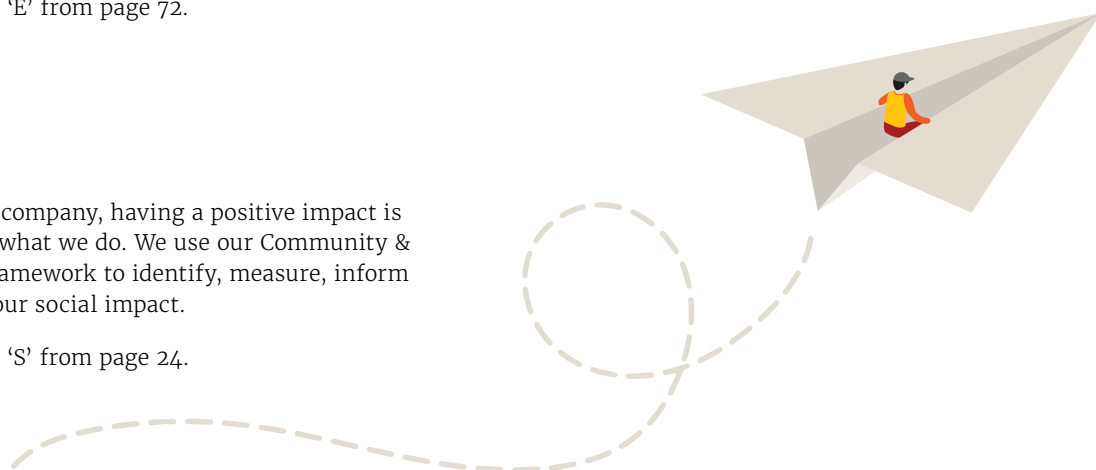 ‘E’ from page 72.
company, having a positive impact is
what we do. We use our Community &
amework to identify, measure, inform
our social impact.
‘S’ from page 24.